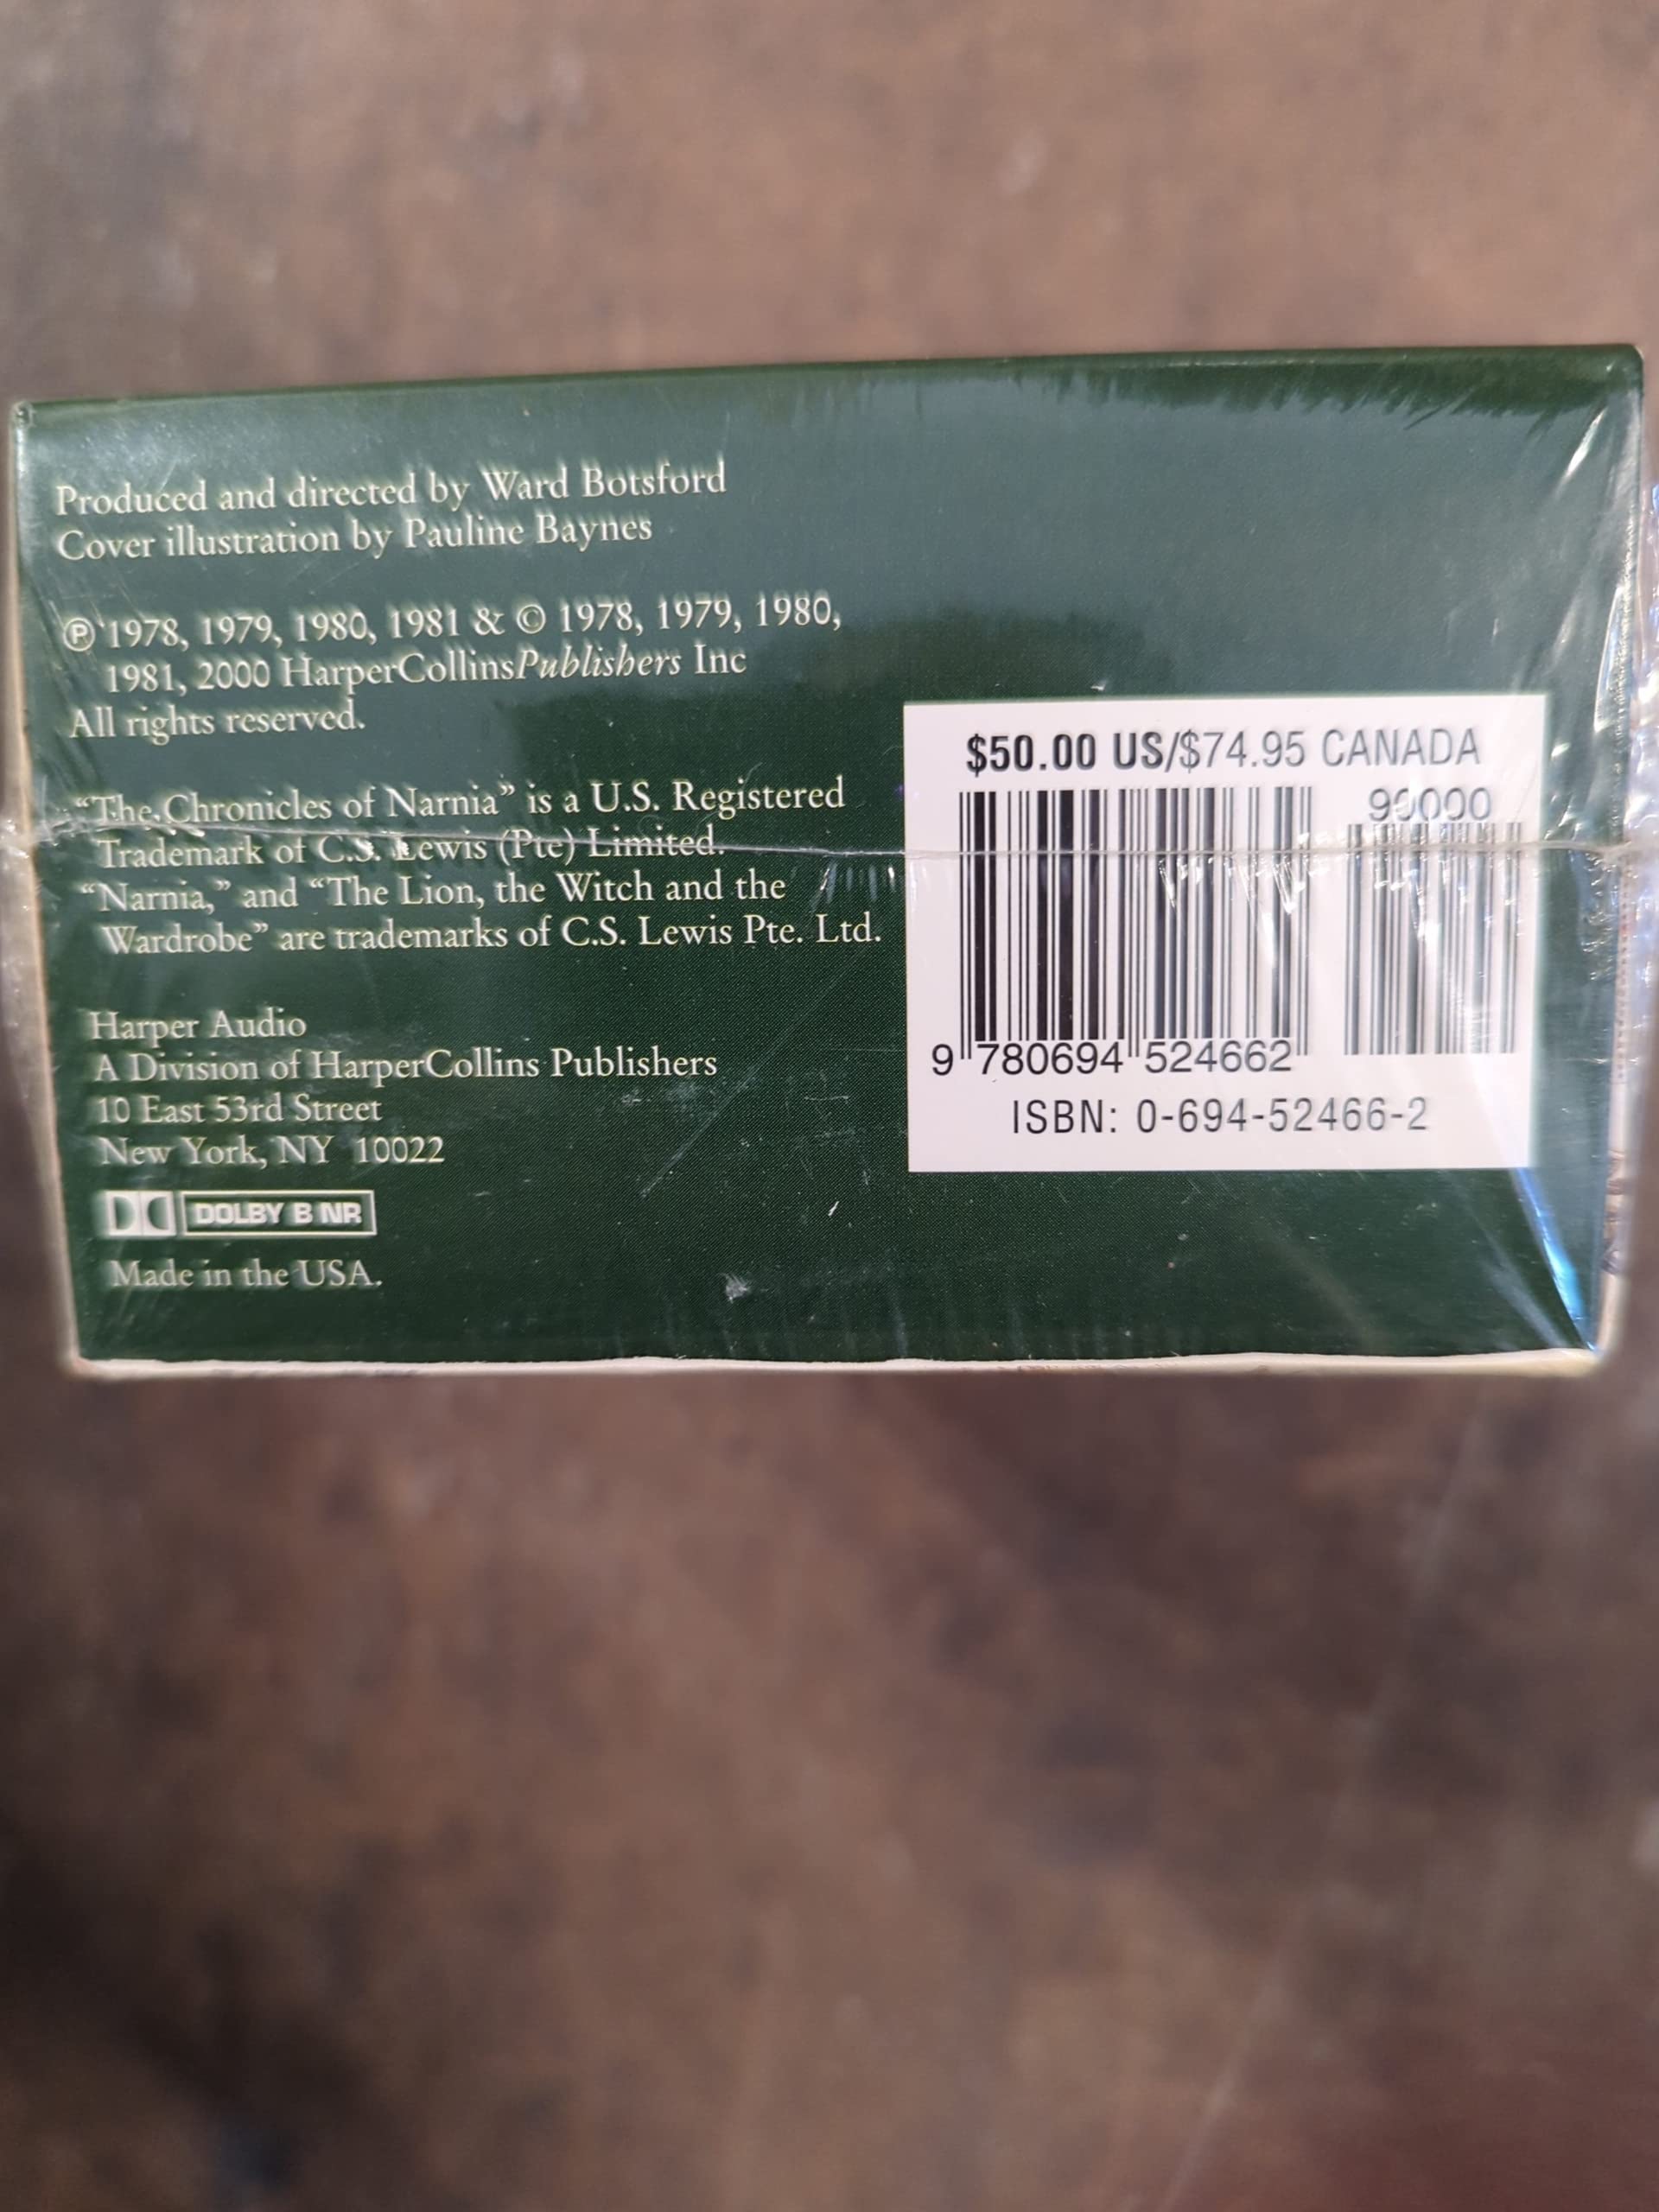 Produced and directed by Ward Botsford
Cover illustration by Pauline Baynes
℗ 1978, 1979, 1980, 1981 & © 1978, 1979, 1980,
1981, 2000 HarperCollinsPublishers Inc
All rights reserved.
“The Chronicles of Narnia” is a U.S. Registered
Trademark of C.S. Lewis (Pte) Limited.
“Narnia,” and “The Lion, the Witch and the
Wardrobe” are trademarks of C.S. Lewis Pte. Ltd.
Harper Audio
A Division of HarperCollins Publishers
10 East 53rd Street
New York, NY 10022
DOLBY B NR
Made in the USA.
$50.00 US/$74.95 CANADA
90000
9 780694 524662
ISBN: 0-694-52466-2